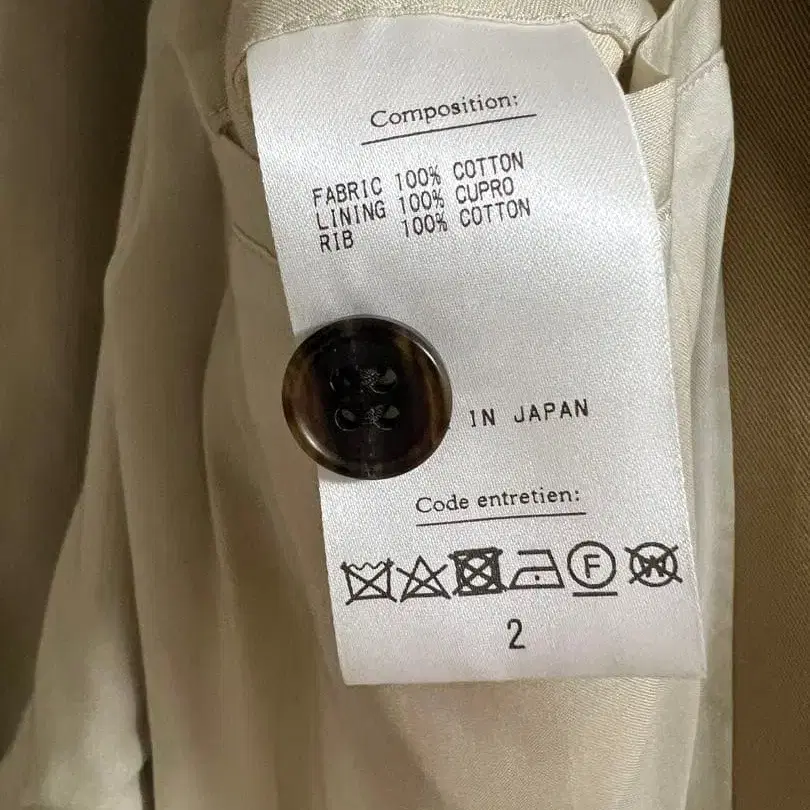 Composition:
FABRIC 100% COTTON
LINING 100% CUPRO
RIB 100% COTTON
IN JAPAN
Code entretien:
F
W
2